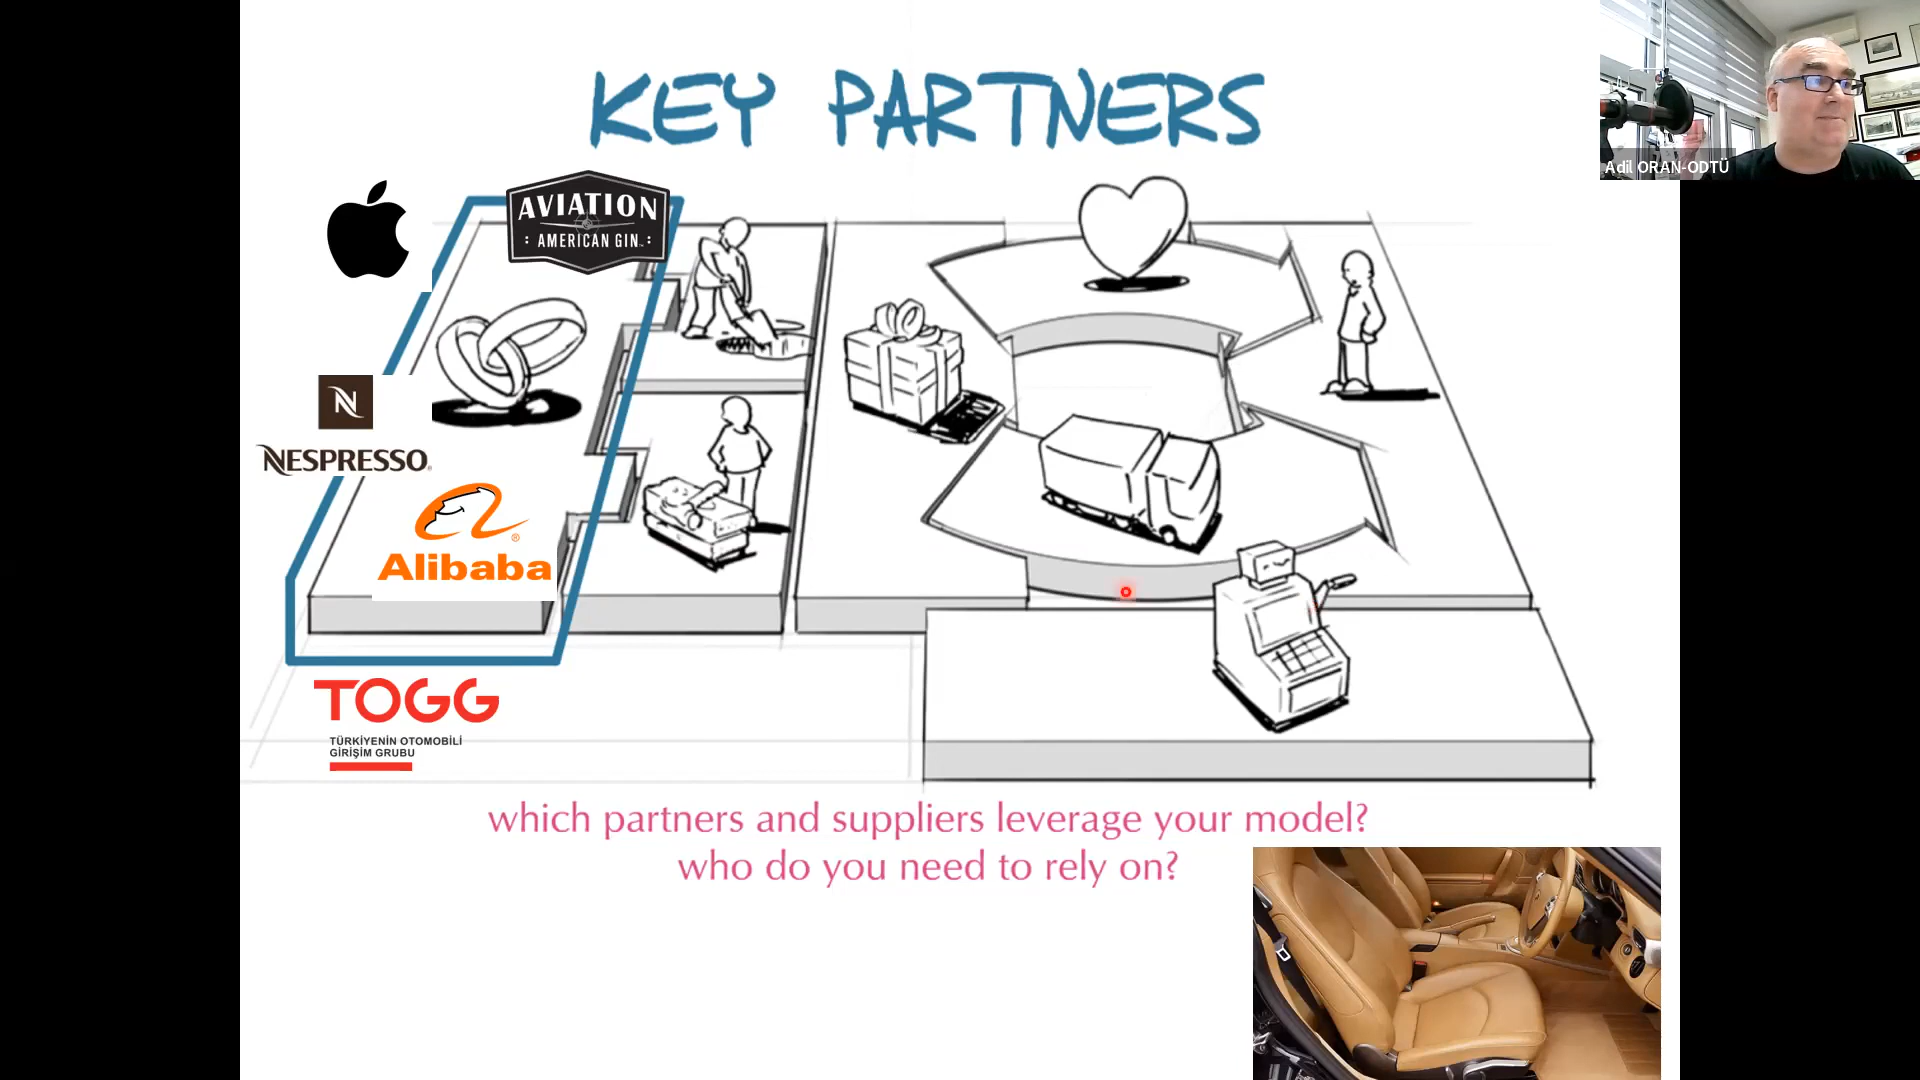 KEY PARTNERS
Adil ORAN-ODTÜ
AVIATION
: AMERICAN GIN™ :
N
NESPRESSO®
®
Alibaba
TOGG
TÜRKİYENİN OTOMOBİLİ
GİRİŞİM GRUBU
which partners and suppliers leverage your model?
who do you need to rely on?